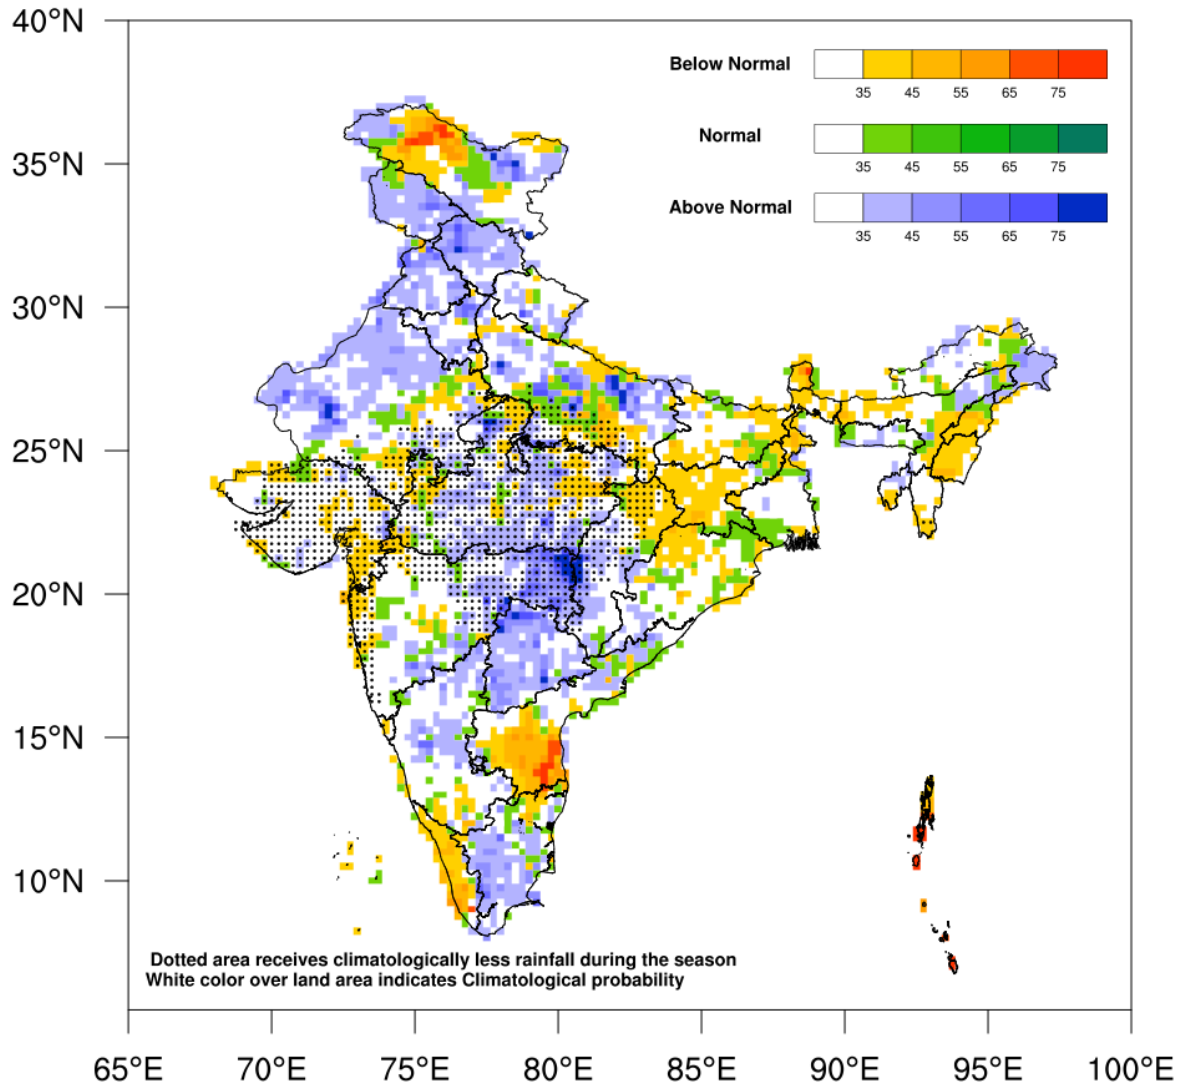 40°N
Below Normal
35 45 55 65 75
Normal
35 45 55 65 75
Above Normal
35 45 55 65 75
35°N
30°N
25°N
20°N
15°N
10°N
Dotted area receives climatologically less rainfall during the season
White color over land area indicates Climatological probability
65°E 70°E 75°E 80°E 85°E 90°E 95°E 100°E